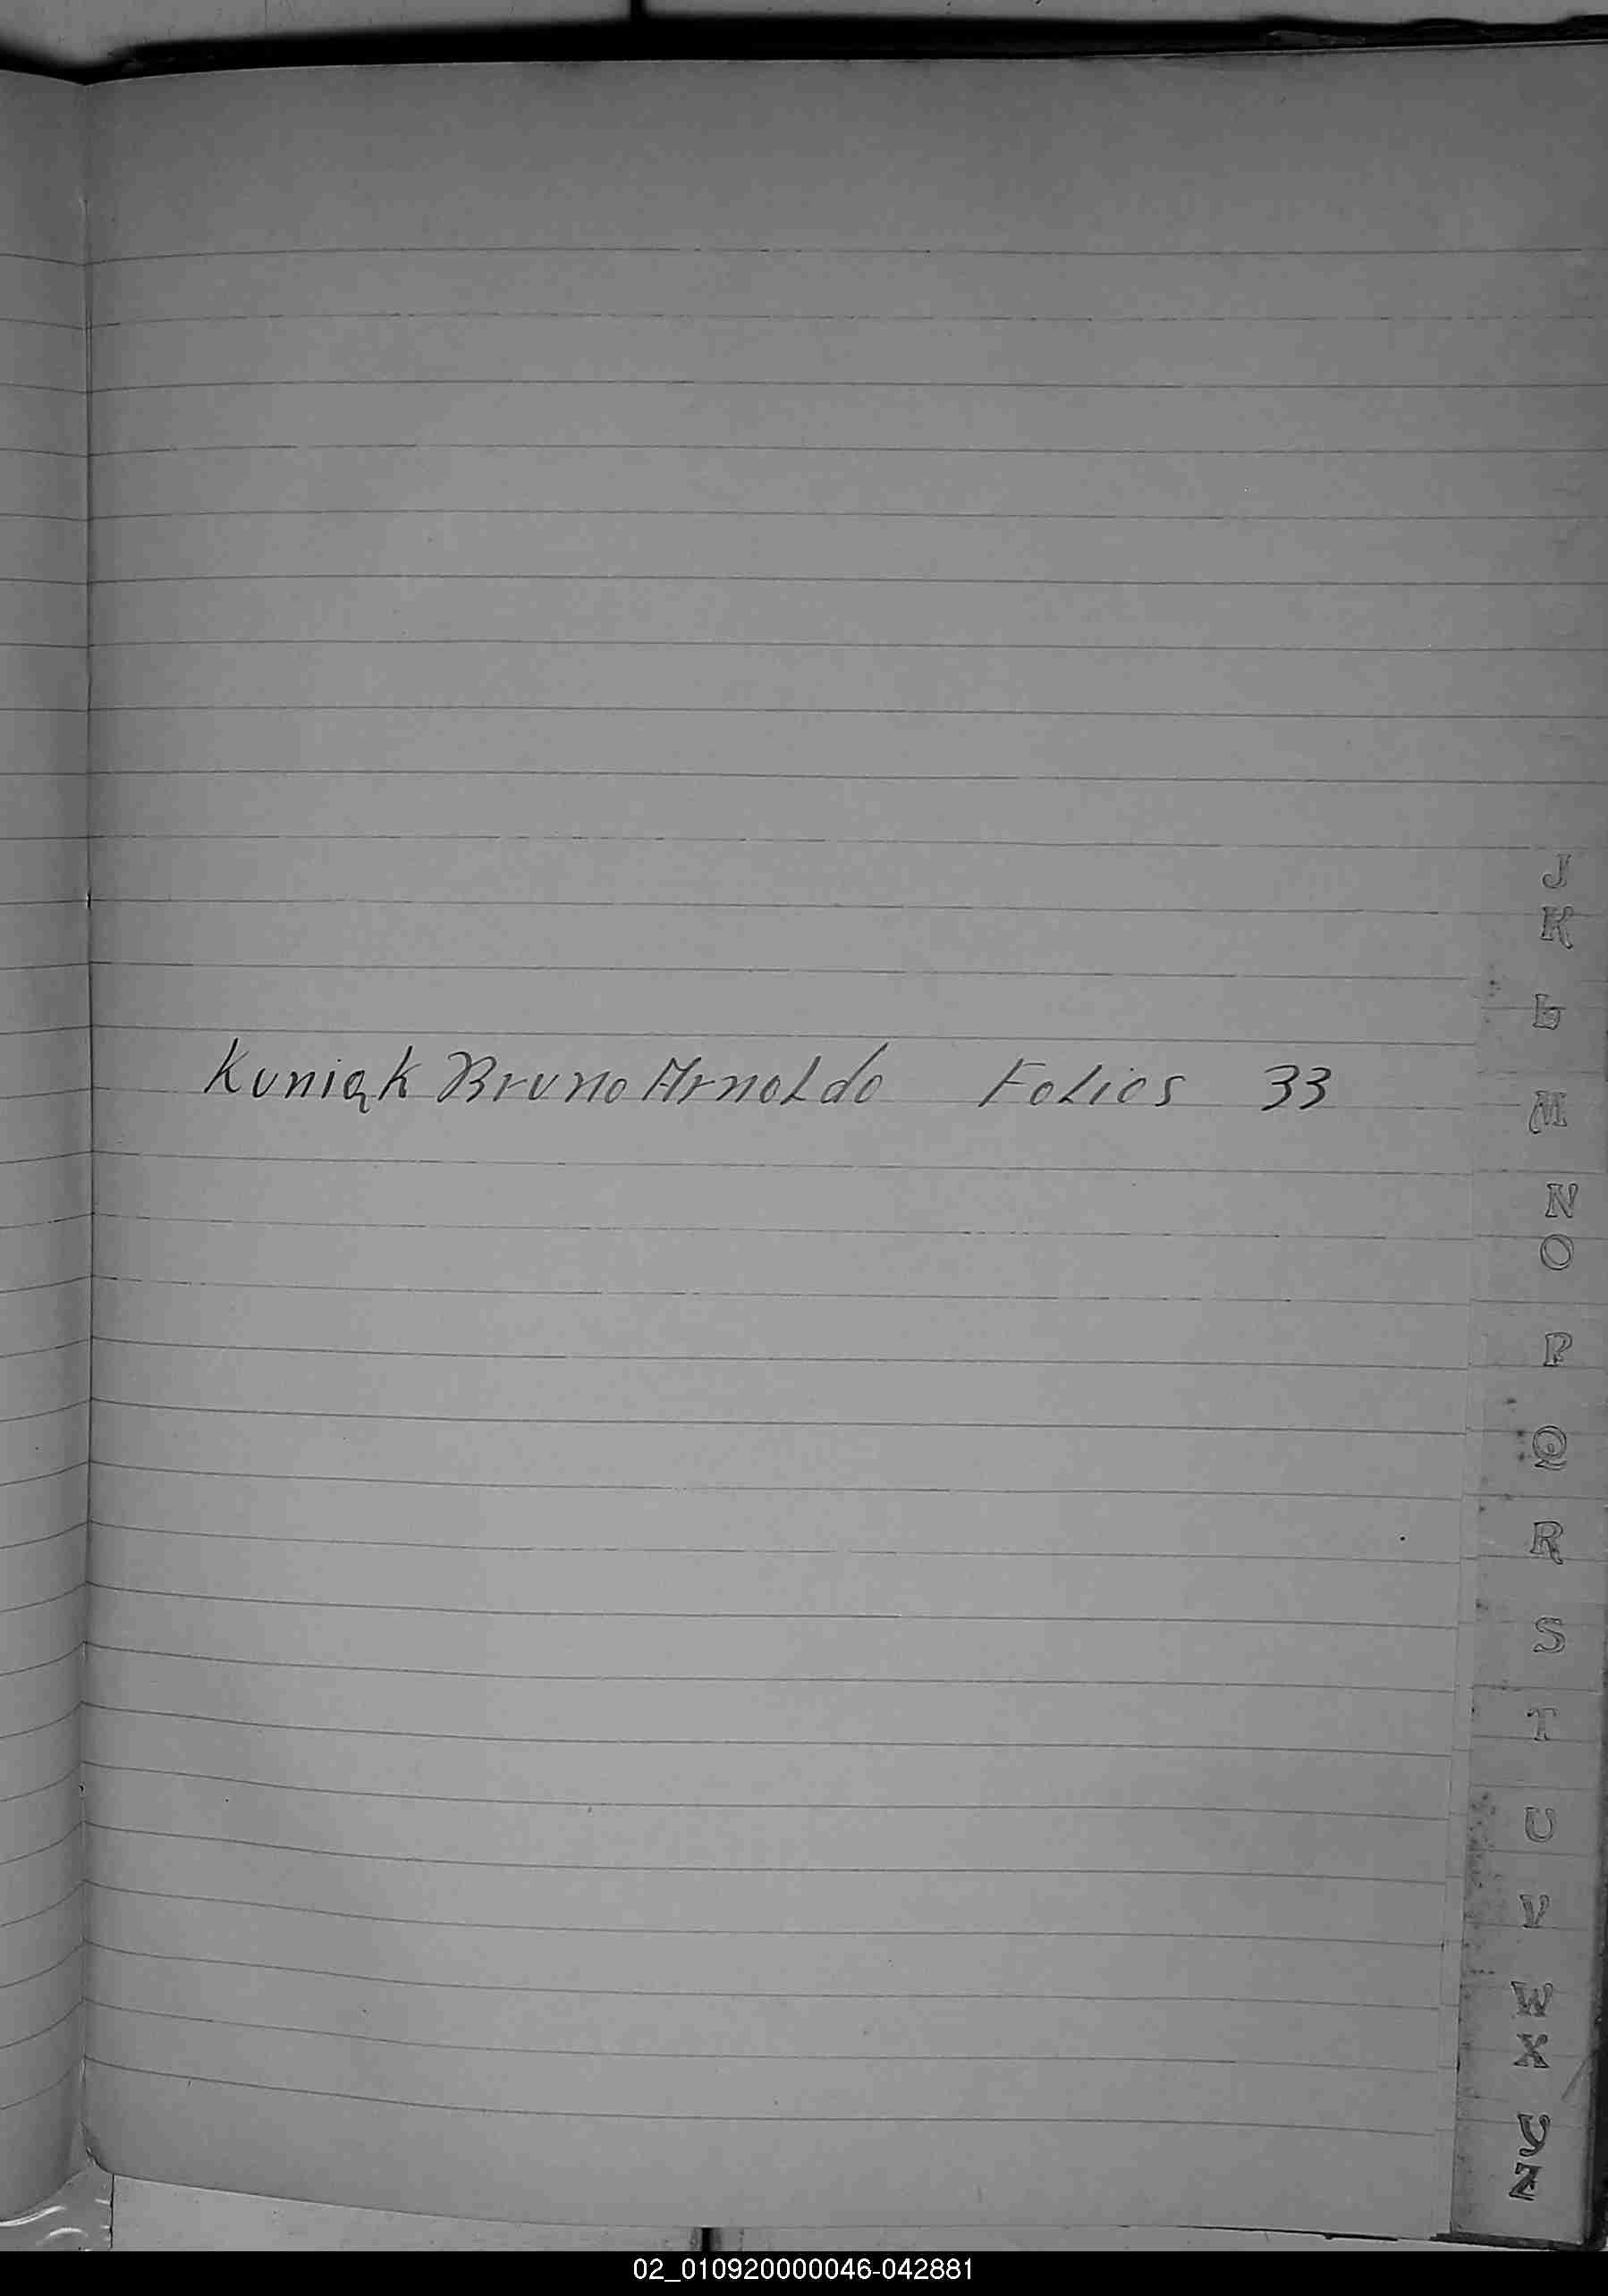 Kuniak Bruno Arnoldo Folios 33
J
K
L
M
N
O
P
Q
R
S
T
U
V
W
X
Y
Z
02_010920000046-042881